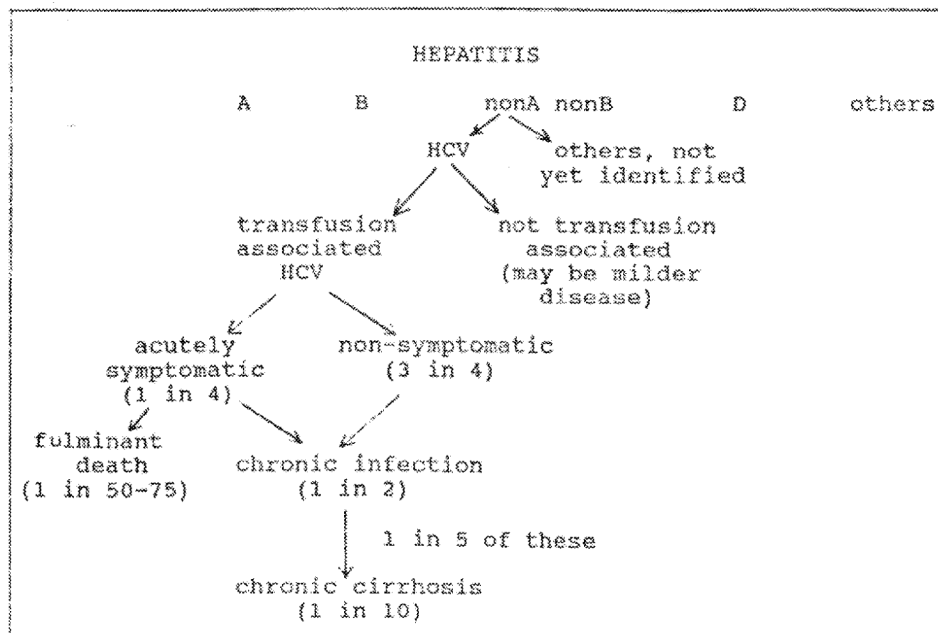 HEPATITIS
A B nonA nonB D others
HCV others, not
yet identified
transfusion not transfusion
associated associated
HCV (may be milder
disease)
acutely non-symptomatic
symptomatic (3 in 4)
(1 in 4)
fulminant
death chronic infection
(1 in 50-75) (1 in 2)
1 in 5 of these
chronic cirrhosis
(1 in 10)